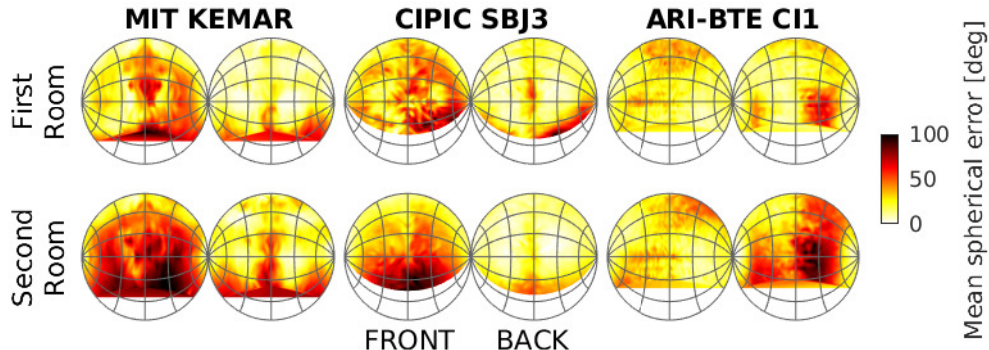 MIT KEMAR
CIPIC SBJ3
ARI-BTE CI1
First
Room
Second
Room
FRONT
BACK
100
50
0
Mean spherical error [deg]